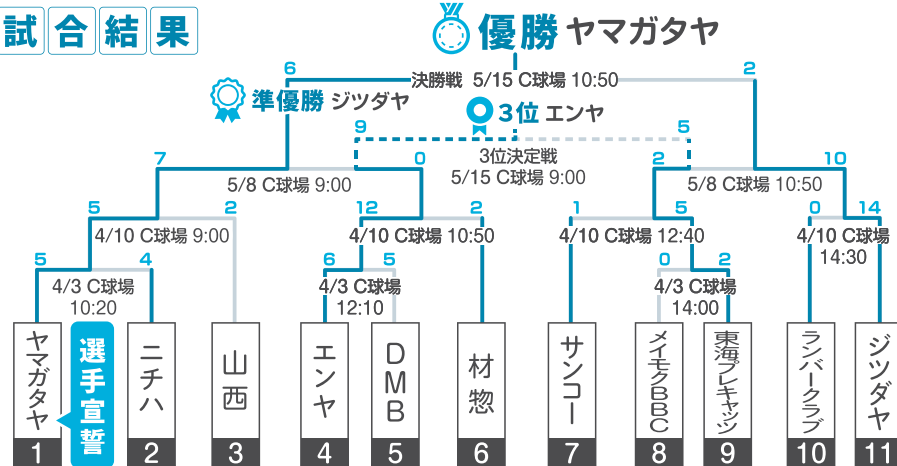 試合結果
優勝 ヤマガタヤ
6
決勝戦 5/15 C球場 10:50
2
準優勝 ジツダヤ
3位 エンヤ
9
5
3位決定戦
5/15 C球場 9:00
7
0
2
10
5/8 C球場 9:00
5/8 C球場 10:50
5
2
12
2
1
5
0
14
4/10 C球場 9:00
4/10 C球場 10:50
4/10 C球場 12:40
4/10 C球場
14:30
5
4
6
5
0
2
4/3 C球場
10:20
4/3 C球場
12:10
4/3 C球場
14:00
ヤマガタヤ
1
選手宣誓
ニチハ
2
山西
3
エンヤ
4
DMB
5
材惣
6
サンコー
7
メイモクBBC
8
東海プレキャッツ
9
ランバークラブ
10
ジツダヤ
11